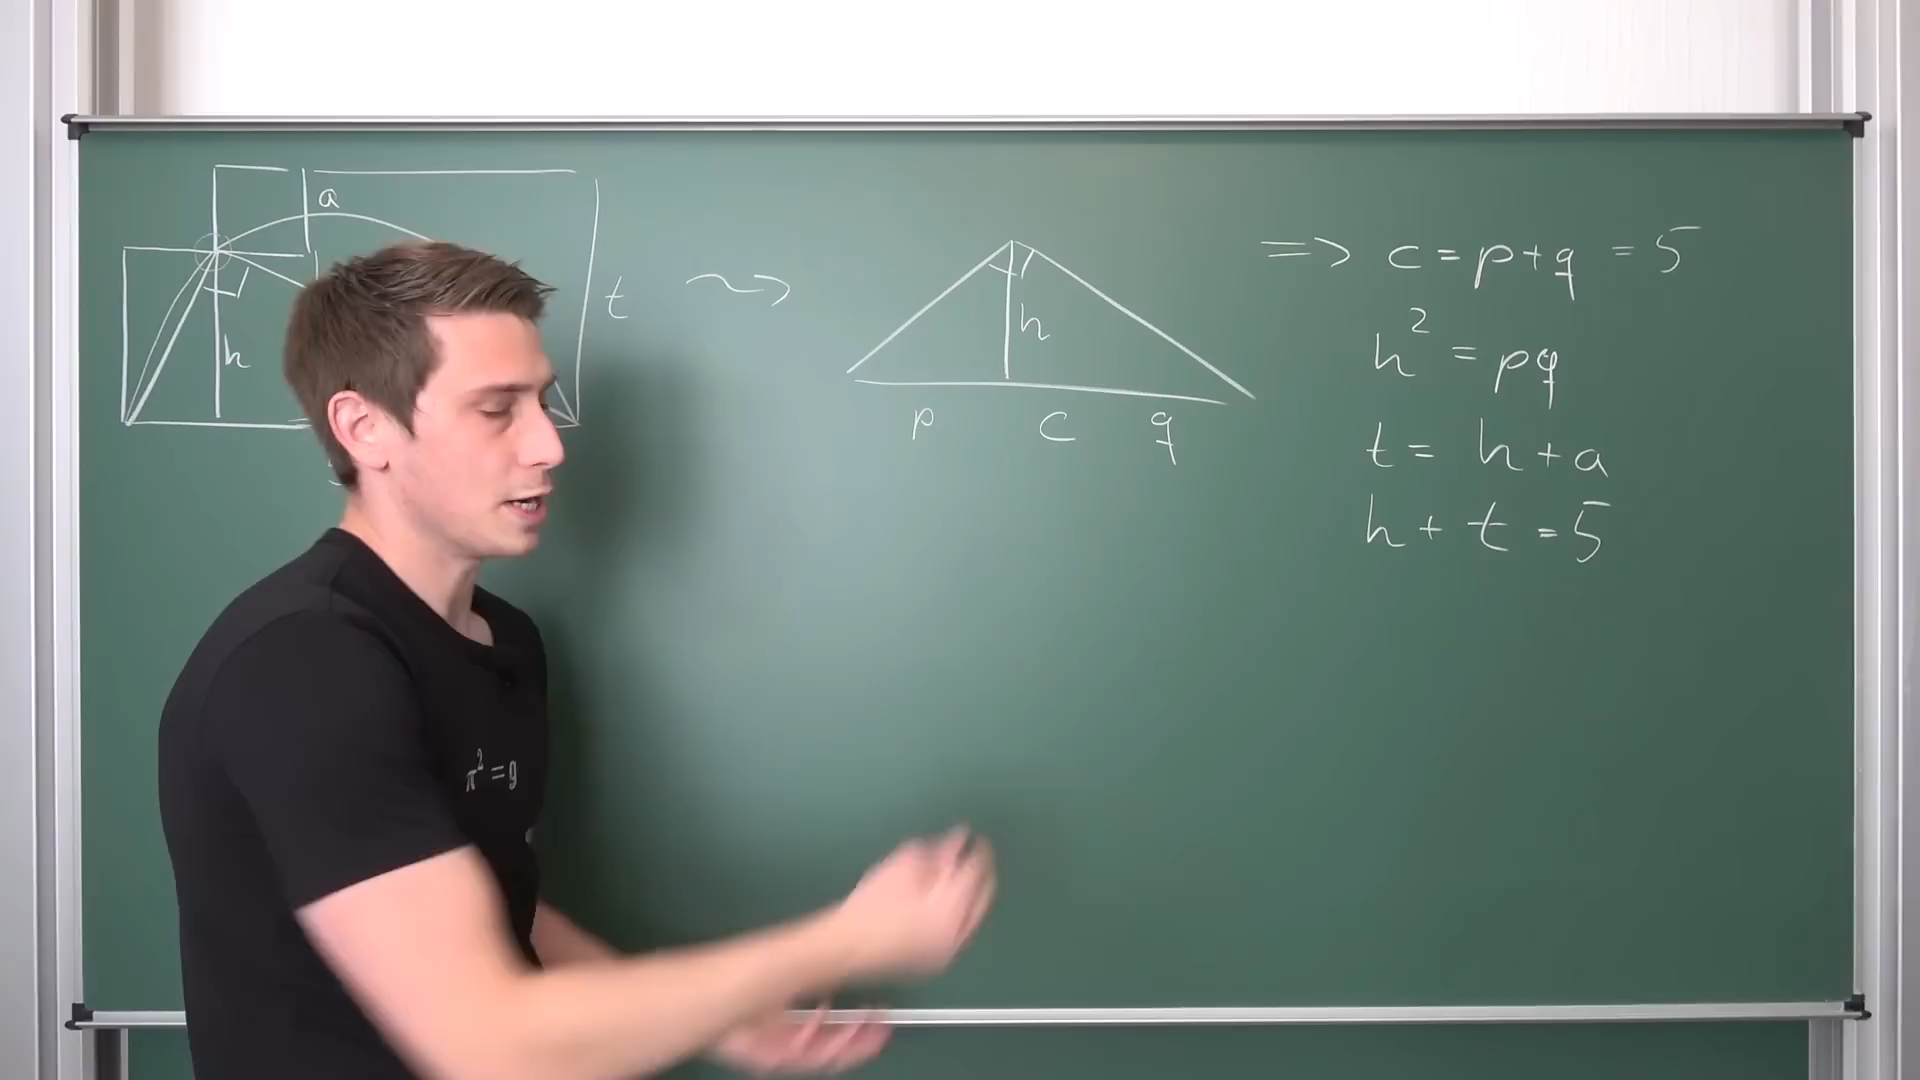 a
h
t
h
p c q
=> c = p + q = 5
h² = pq
t = h + a
h + t = 5
π² = g